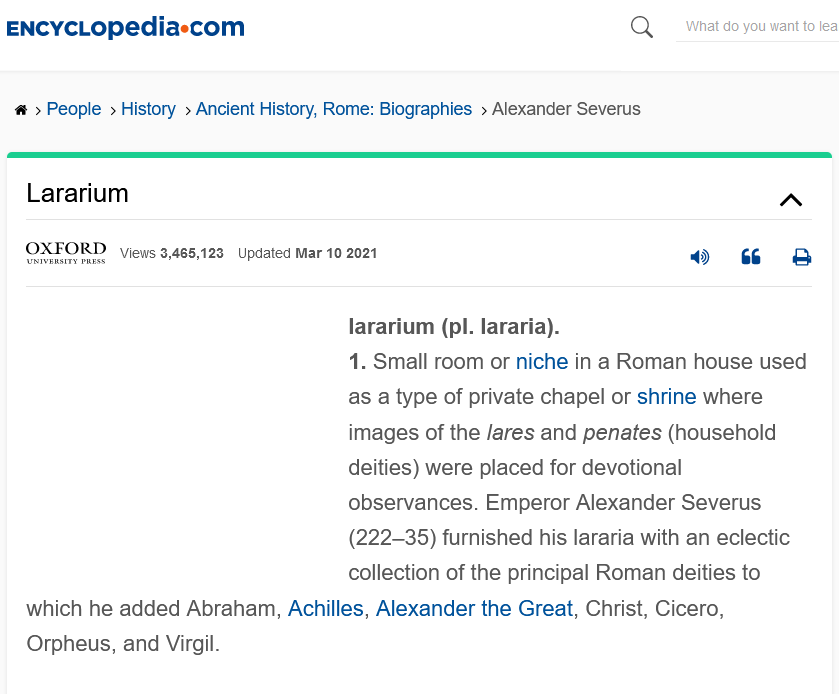 ENCYCLopedia.com
What do you want to lea
People > History > Ancient History, Rome: Biographies > Alexander Severus
Lararium
OXFORD
UNIVERSITY PRESS
Views 3,465,123 Updated Mar 10 2021
lararium (pl. lararia).
1. Small room or niche in a Roman house used
as a type of private chapel or shrine where
images of the lares and penates (household
deities) were placed for devotional
observances. Emperor Alexander Severus
(222–35) furnished his lararia with an eclectic
collection of the principal Roman deities to
which he added Abraham, Achilles, Alexander the Great, Christ, Cicero,
Orpheus, and Virgil.